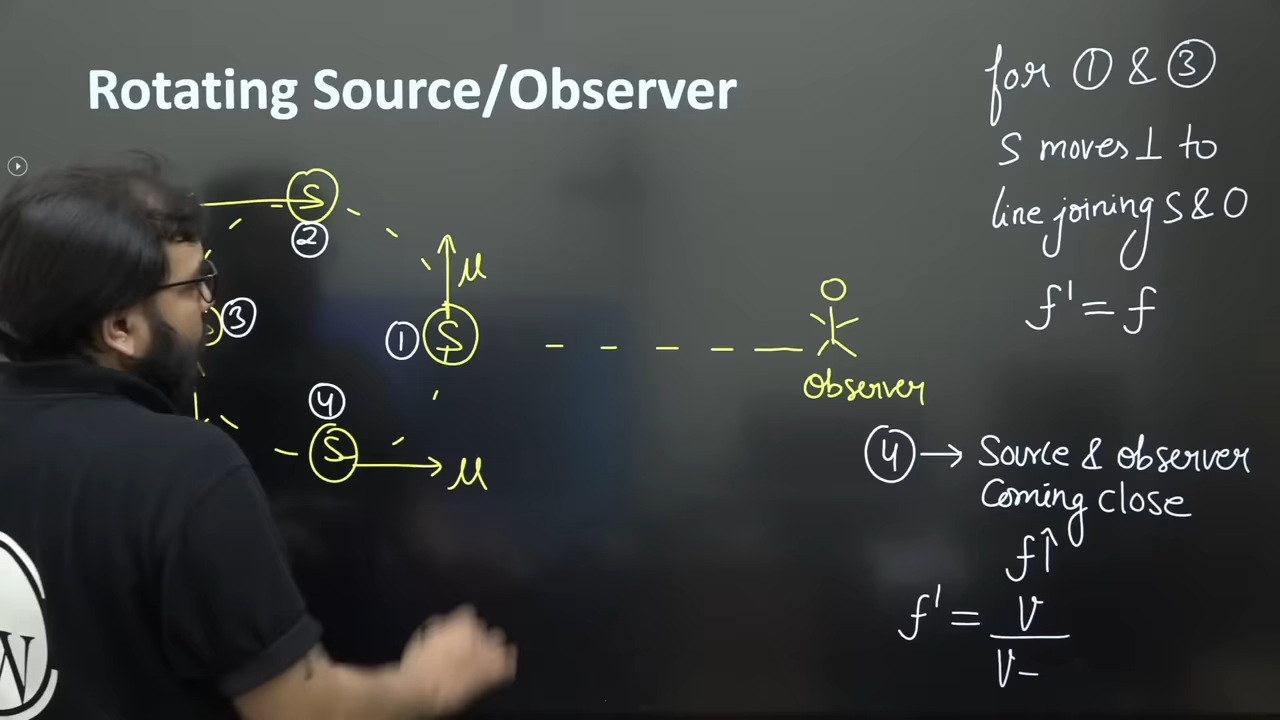 Rotating Source/Observer
for ① & ③
S moves ⊥ to
line joining S & O
f' = f
S
②
μ
③
① S
④
S
μ
Observer
④ → Source & observer
Coming close
f↑
f' = V
V-
W